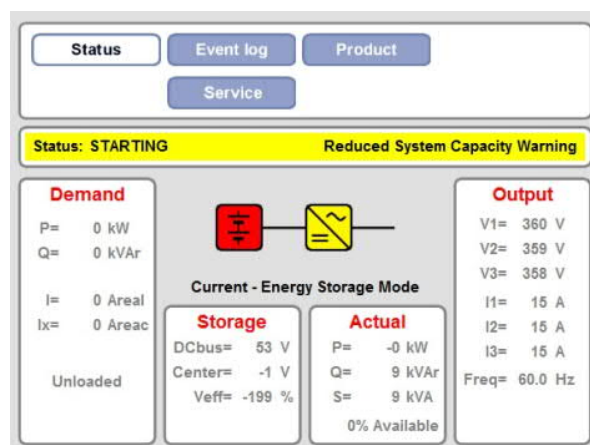 Status Event log Product
Service
Status: STARTING Reduced System Capacity Warning
Demand
P= 0 kW
Q= 0 kVAr
I= 0 Areal
Ix= 0 Areac
Unloaded
Current - Energy Storage Mode
Storage
DCbus= 53 V
Center= -1 V
Veff= -199 %
Actual
P= -0 kW
Q= 9 kVAr
S= 9 kVA
0% Available
Output
V1= 360 V
V2= 359 V
V3= 358 V
I1= 15 A
I2= 15 A
I3= 15 A
Freq= 60.0 Hz